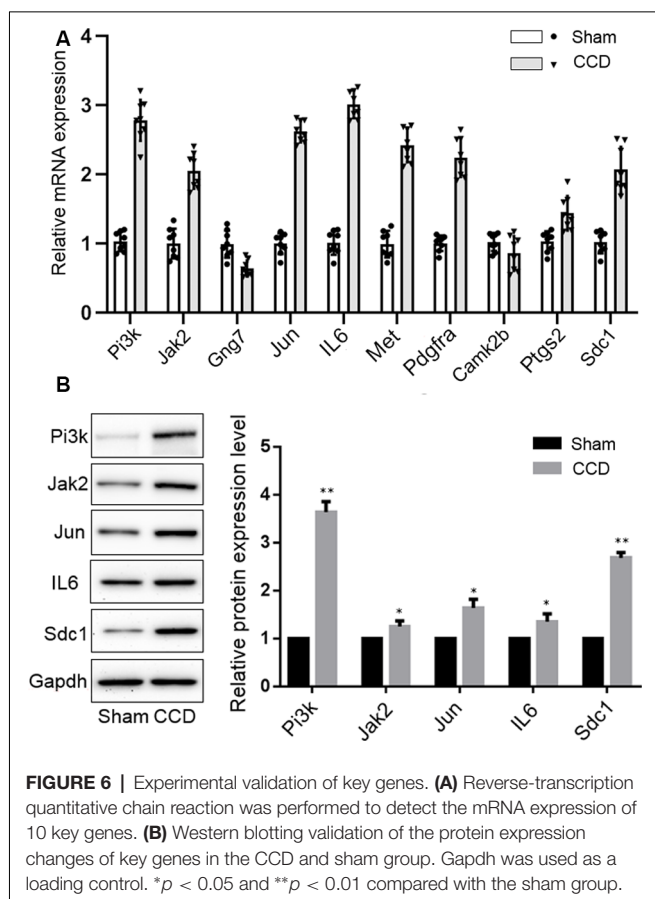 A
Sham
CCD
Relative mRNA expression
4
3
2
1
0
Pi3k
Jak2
Gng7
Jun
IL6
Met
Pdgfra
Camk2b
Ptgs2
Sdc1
B
Pi3k
Jak2
Jun
IL6
Sdc1
Gapdh
Sham CCD
Relative protein expression level
5
4
3
2
1
0
Sham
CCD
**
*
*
*
**
Pi3k
Jak2
Jun
IL6
Sdc1
FIGURE 6 | Experimental validation of key genes. (A) Reverse-transcription
quantitative chain reaction was performed to detect the mRNA expression of
10 key genes. (B) Western blotting validation of the protein expression
changes of key genes in the CCD and sham group. Gapdh was used as a
loading control. *p < 0.05 and **p < 0.01 compared with the sham group.